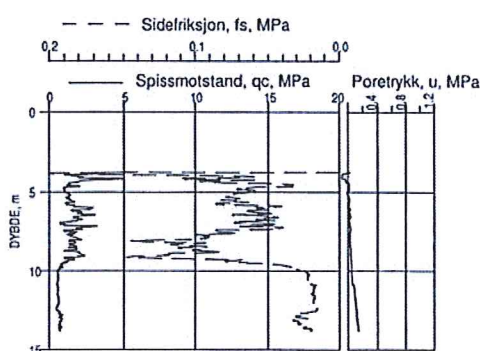 Sidefriksjon, fs, MPa
0,2 0,1 0,0
Spissmotstand, qc, MPa Poretrykk, u, MPa
0 5 10 15 20 0,4 0,8 1,2
0
5
10
15
DYBDE, m